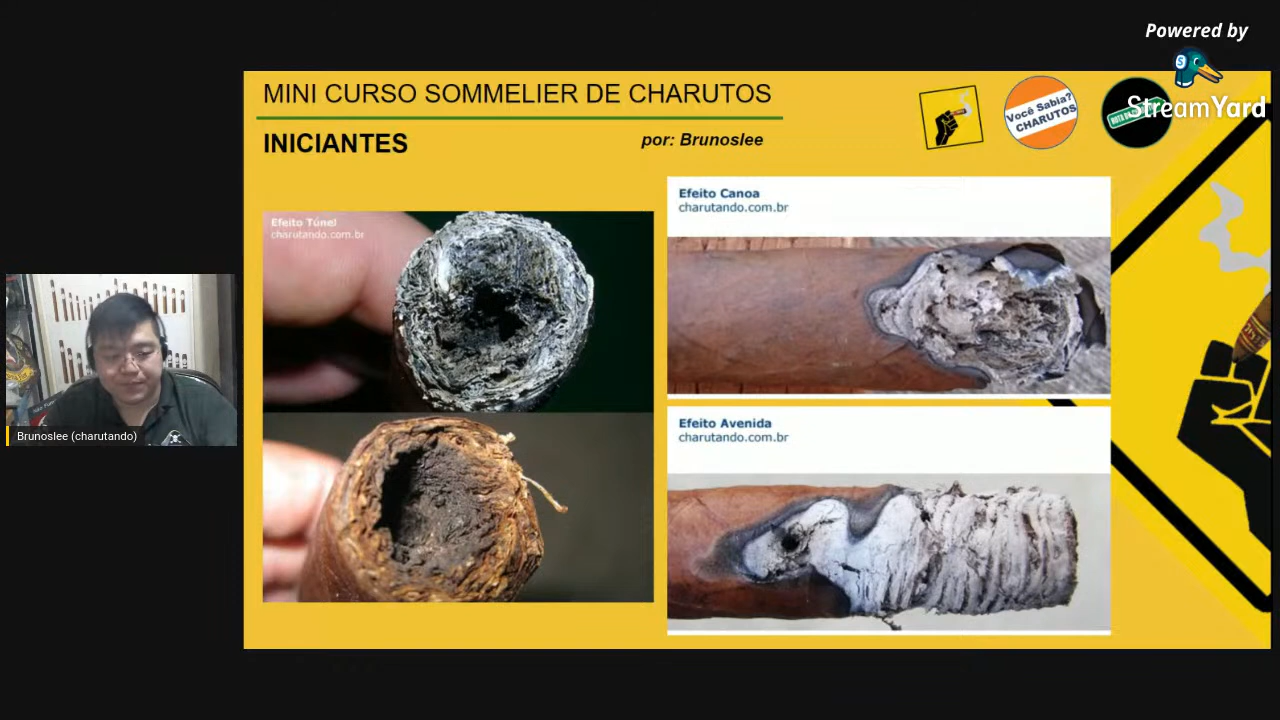 Powered by
StreamYard
MINI CURSO SOMMELIER DE CHARUTOS
INICIANTES
por: Brunoslee
Você Sabia?
CHARUTOS
Efeito Túnel
charutando.com.br
Efeito Canoa
charutando.com.br
Efeito Avenida
charutando.com.br
Brunoslee (charutando)